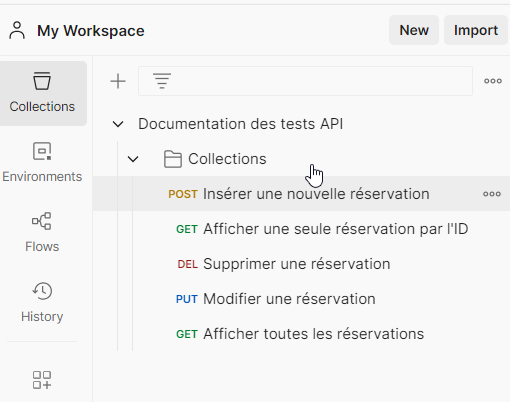 My Workspace
New
Import
Collections
Environments
Flows
History
Documentation des tests API
Collections
POST Insérer une nouvelle réservation
GET Afficher une seule réservation par l'ID
DEL Supprimer une réservation
PUT Modifier une réservation
GET Afficher toutes les réservations